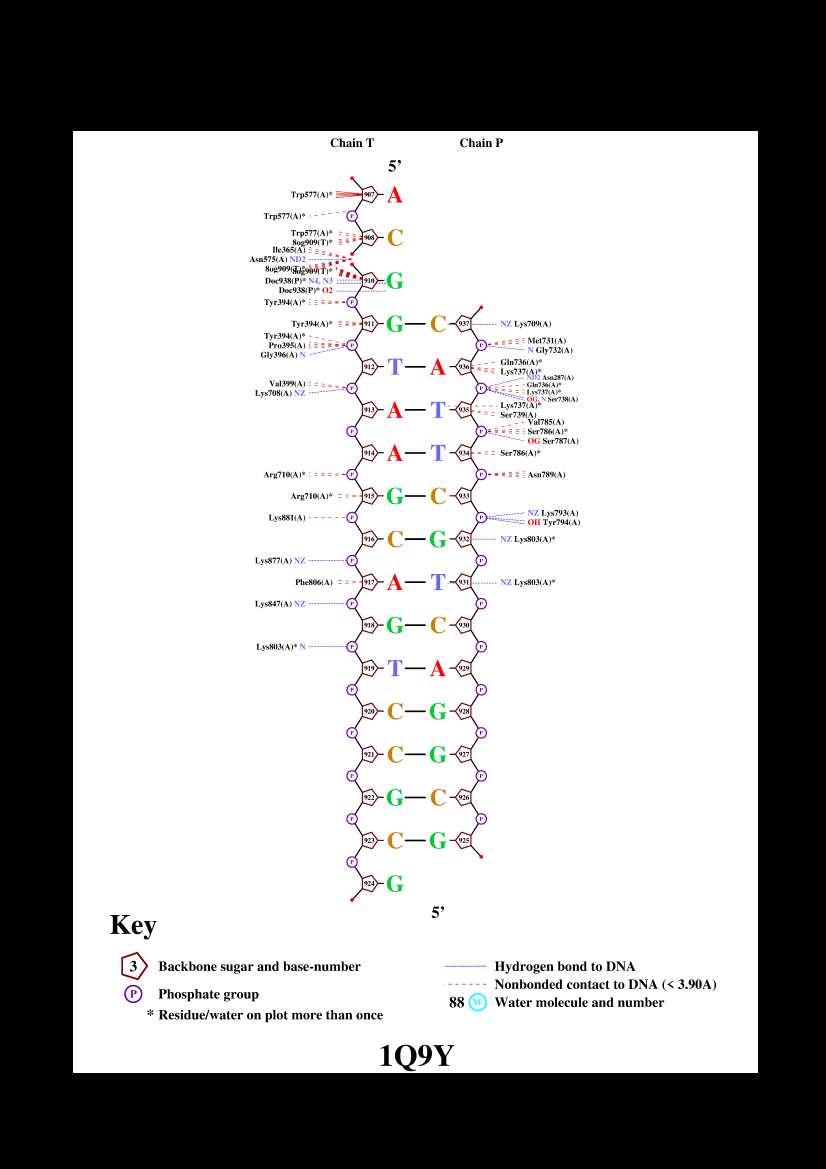 Chain T Chain P
5’
Trp577(A)* 907 A
Trp577(A)* P
Trp577(A)* 908 C
8og909(T)*
Ile365(A)
Asn575(A) ND2
8og909(T)* 8og909(T)*
Doc938(P)* N4, N3 910 G
Doc938(P)* O2
Tyr394(A)* P
Tyr394(A)* 911 G C 937 NZ Lys709(A)
Tyr394(A)* Met731(A)
Pro395(A) P P N Gly732(A)
Gly396(A) N
912 T A 936 Gln736(A)*
Lys737(A)*
ND2 Asn287(A)
Val399(A) P P Gln736(A)*
Lys708(A) NZ Lys737(A)*
OG, N Ser738(A)
913 A T 935 Lys737(A)*
Ser739(A)
Val785(A)
P P Ser786(A)*
OG Ser787(A)
914 A T 934 Ser786(A)*
Arg710(A)* P P Asn789(A)
Arg710(A)* 915 G C 933
Lys881(A) P P NZ Lys793(A)
OH Tyr794(A)
916 C G 932 NZ Lys803(A)*
Lys877(A) NZ P P
Phe806(A) 917 A T 931 NZ Lys803(A)*
Lys847(A) NZ P P
918 G C 930
Lys803(A)* N P P
919 T A 929
P P
920 C G 928
P P
921 C G 927
P P
922 G C 926
P P
923 C G 925
P
924 G
5’
Key
3 Backbone sugar and base-number
P Phosphate group
* Residue/water on plot more than once
Hydrogen bond to DNA
Nonbonded contact to DNA (< 3.90A)
88 W Water molecule and number
1Q9Y